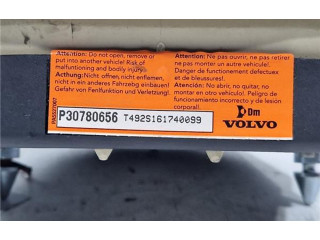 Attention: Do not open, remove or
put into another vehicle! Risk of
malfunctioning and bodily injury
Achtung: Nicht öffnen, nicht entfernen,
nicht in ein anderes Fahrzeug einbauen!
Gefahr von Fehlfunktion und Verletzung.
Attention: Ne pas ouvrir, ne pas retirer
ne pas monter dans un autre
Danger de fonctionnement defectueux
et de blessures!
Atención: No abrir, no quitar,
no montar en otro vehículo. Peligro
funcionamiento incorrecto y de lesión
corporal.
P30780656 T492S161740099
Dm
VOLVO